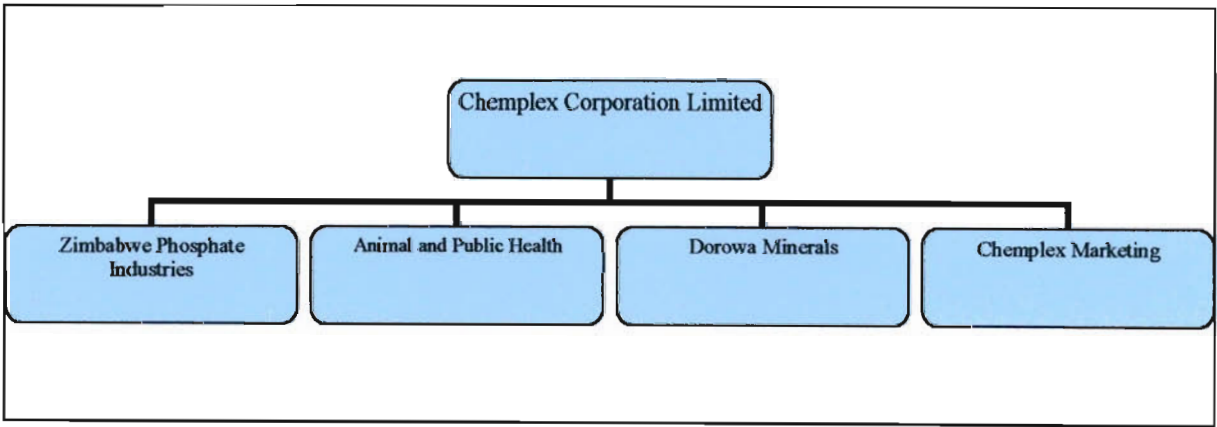 Chemplex Corporation Limited
Zimbabwe Phosphate
Industries
Animal and Public Health
Dorowa Minerals
Chemplex Marketing